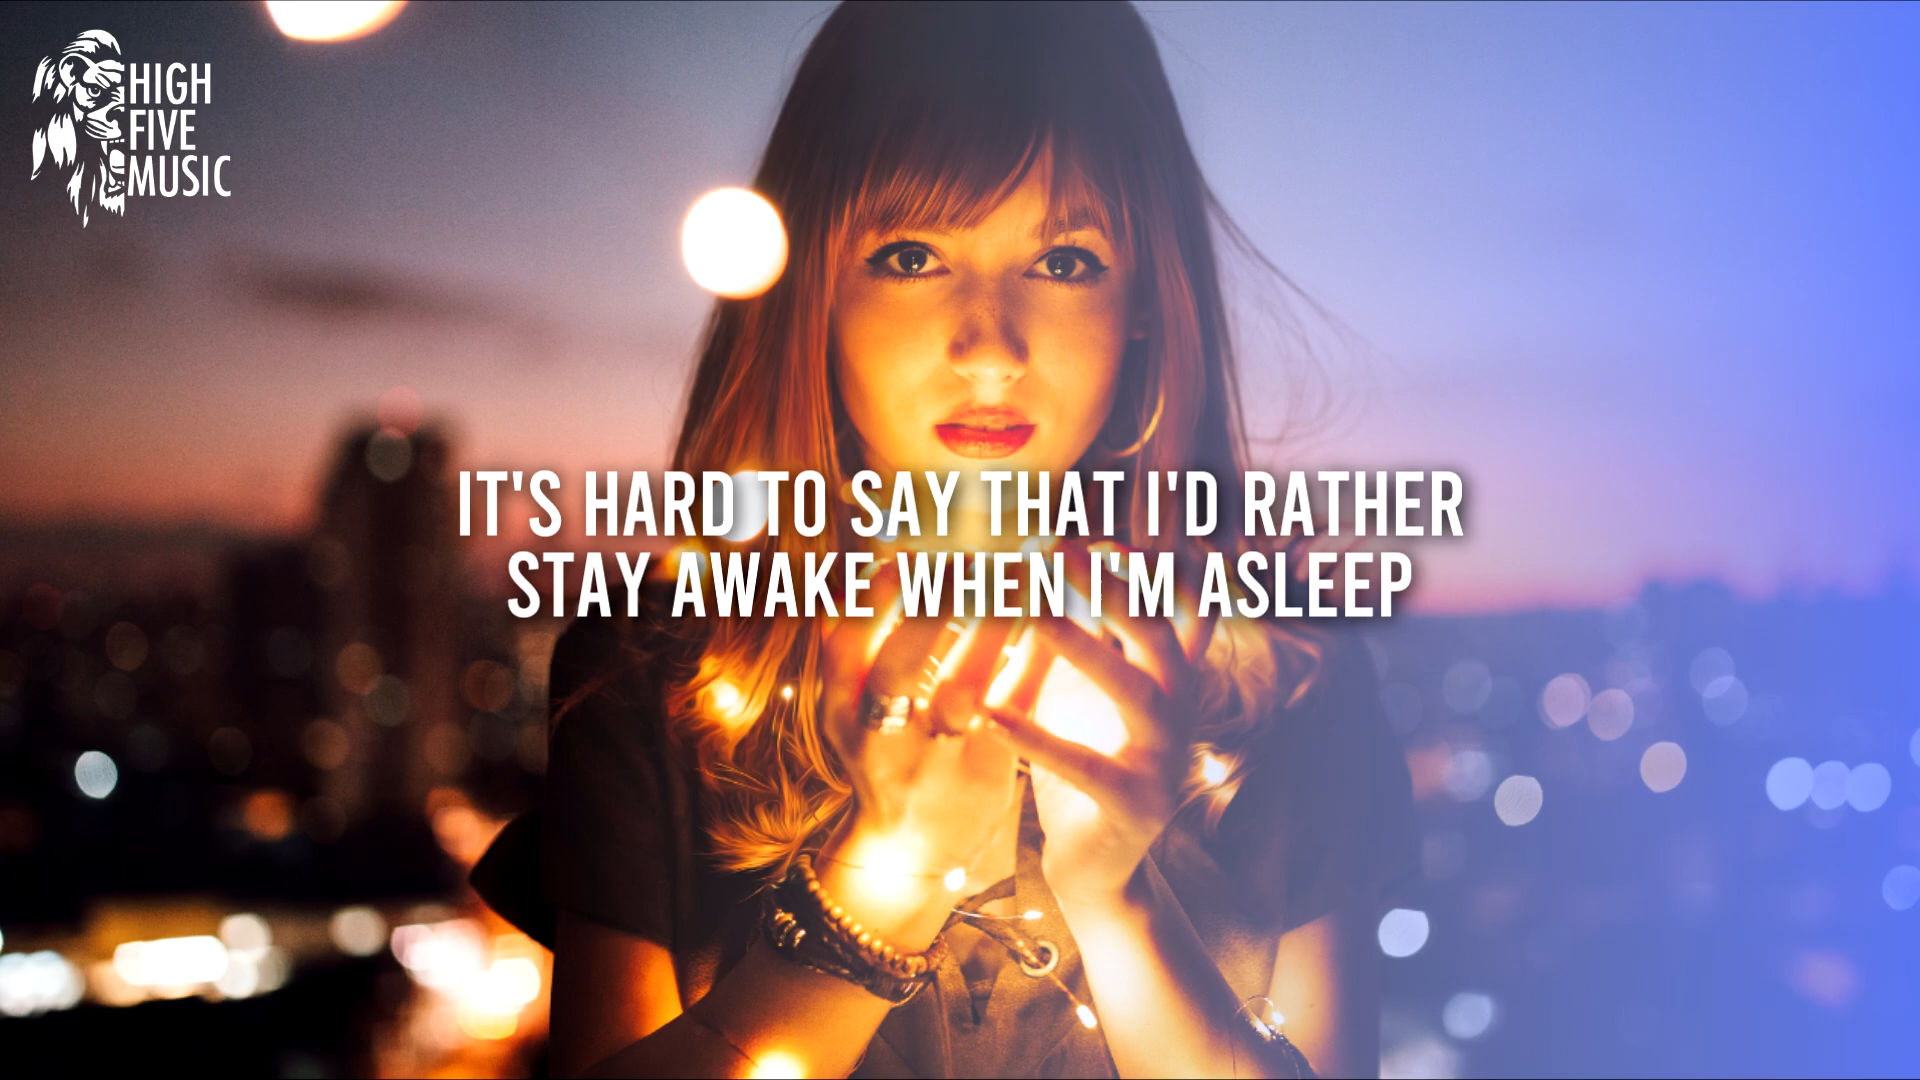 HIGH
FIVE
MUSIC
IT'S HARD TO SAY THAT I'D RATHER
STAY AWAKE WHEN I'M ASLEEP